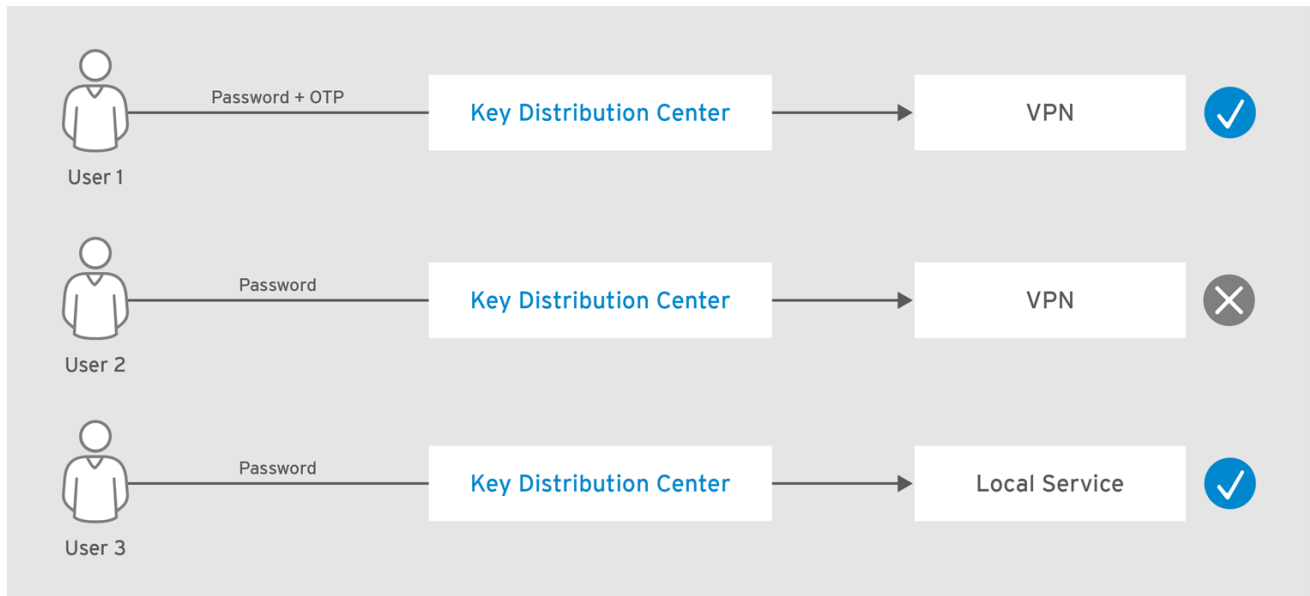 Password + OTP
Key Distribution Center
VPN
User 1
Password
Key Distribution Center
VPN
User 2
Password
Key Distribution Center
Local Service
User 3